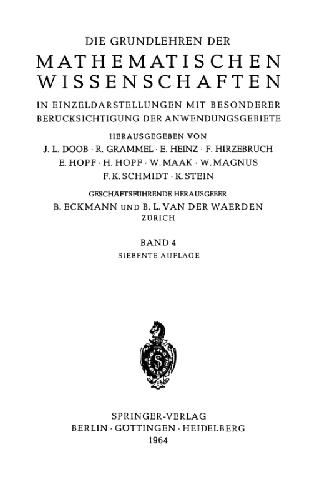 DIE GRUNDLEHREN DER
MATHEMATISCHEN
WISSENSCHAFTEN
IN EINZELDARSTELLUNGEN MIT BESONDERER
BERÜCKSICHTIGUNG DER ANWENDUNGSGEBIETE
HERAUSGEGEBEN VON
J. L. DOOB · R. GRAMMEL · E. HEINZ · F. HIRZEBRUCH
E. HOPF · H. HOPF · W. MAAK · W. MAGNUS
F. K. SCHMIDT · K. STEIN
GESCHÄFTSFÜHRENDE HERAUSGEBER
B. ECKMANN UND B. L. VAN DER WAERDEN
ZÜRICH
BAND 4
SIEBENTE AUFLAGE
SPRINGER-VERLAG
BERLIN · GÖTTINGEN · HEIDELBERG
1964